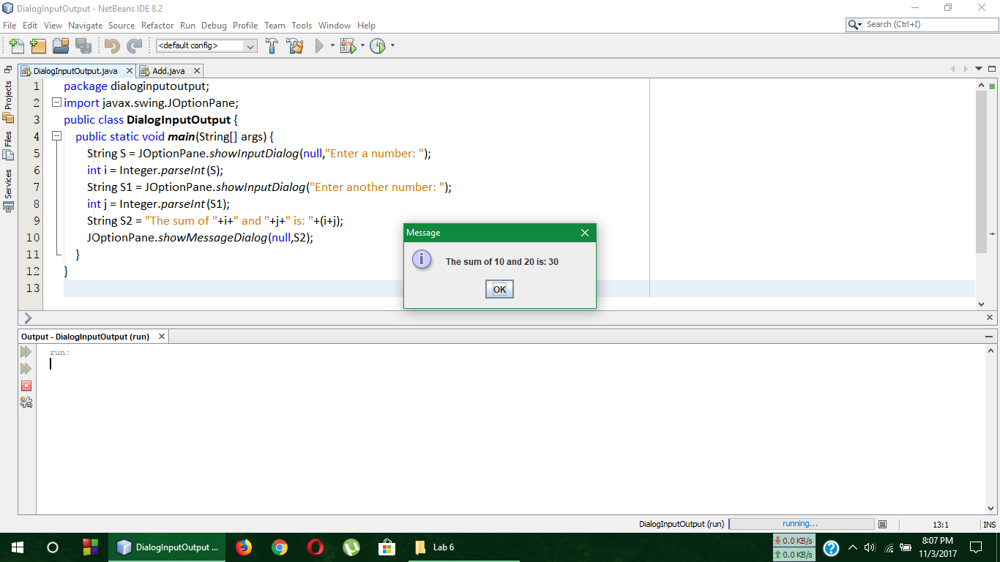 DialogInputOutput - NetBeans IDE 8.2
File Edit View Navigate Source Refactor Run Debug Profile Team Tools Window Help
Search (Ctrl+I)
<default config>
DialogInputOutput.java
Add.java
Projects
Files
Services
1 package dialoginputoutput;
2 import javax.swing.JOptionPane;
3 public class DialogInputOutput {
4 public static void main(String[] args) {
5 String S = JOptionPane.showInputDialog(null,"Enter a number: ");
6 int i = Integer.parseInt(S);
7 String S1 = JOptionPane.showInputDialog("Enter another number: ");
8 int j = Integer.parseInt(S1);
9 String S2 = "The sum of "+i+" and "+j+" is: "+(i+j);
10 JOptionPane.showMessageDialog(null,S2);
11 }
12 }
13
Message
The sum of 10 and 20 is: 30
OK
Output - DialogInputOutput (run)
run:
DialogInputOutput (run)
running...
13:1
INS
DialogInputOutput ...
Lab 6
0.0 KB/s
0.0 KB/s
8:07 PM
11/3/2017